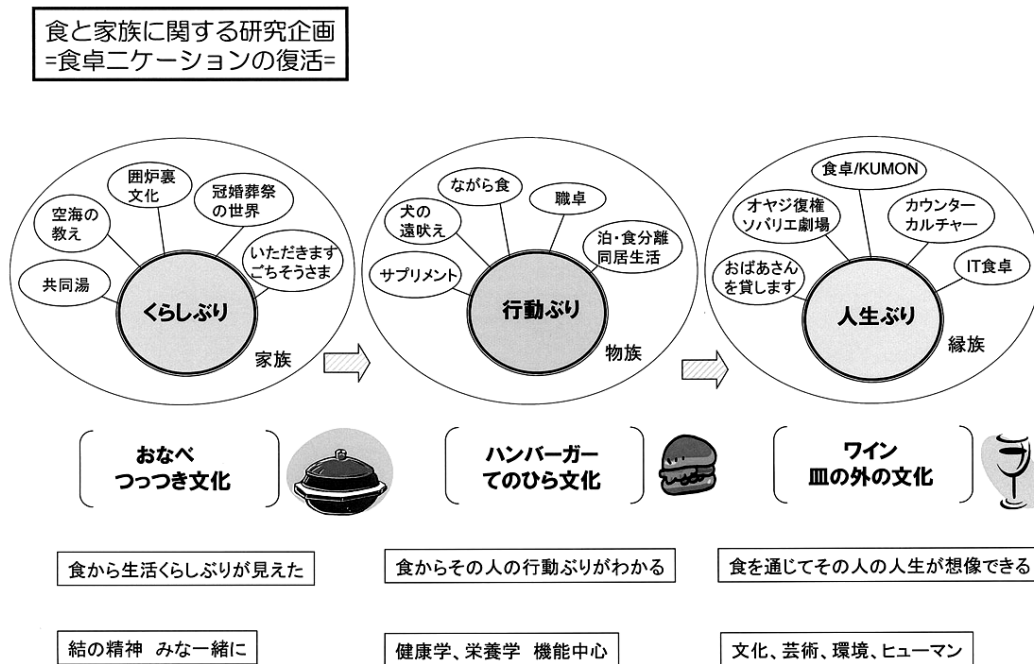 食と家族に関する研究企画
=食卓ニケーションの復活=
共同湯
空海の
教え
囲炉裏
文化
冠婚葬祭
の世界
いただきます
ごちそうさま
くらしぶり
家族
サプリメント
犬の
遠吠え
ながら食
職卓
泊・食分離
同居生活
行動ぶり
物族
おばあさん
を貸します
オヤジ復権
ソバリエ劇場
食卓/KUMON
カウンター
カルチャー
IT食卓
人生ぶり
縁族
おなべ
つっつき文化
ハンバーガー
てのひら文化
ワイン
皿の外の文化
食から生活くらしぶりが見えた
食からその人の行動ぶりがわかる
食を通じてその人の人生が想像できる
結の精神 みな一緒に
健康学、栄養学 機能中心
文化、芸術、環境、ヒューマン